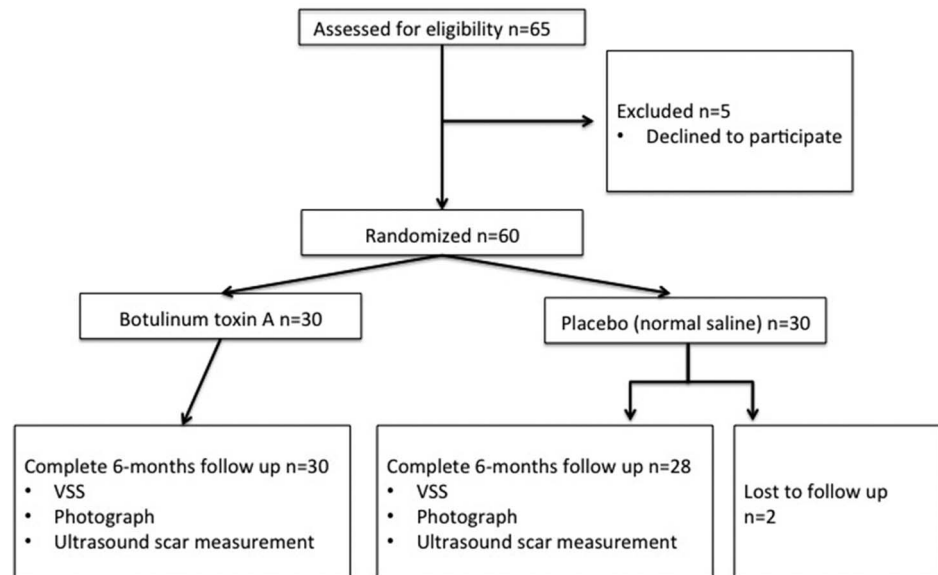 Assessed for eligibility n=65
Excluded n=5
• Declined to participate
Randomized n=60
Botulinum toxin A n=30
Placebo (normal saline) n=30
Complete 6-months follow up n=30
• VSS
• Photograph
• Ultrasound scar measurement
Complete 6-months follow up n=28
• VSS
• Photograph
• Ultrasound scar measurement
Lost to follow up
n=2